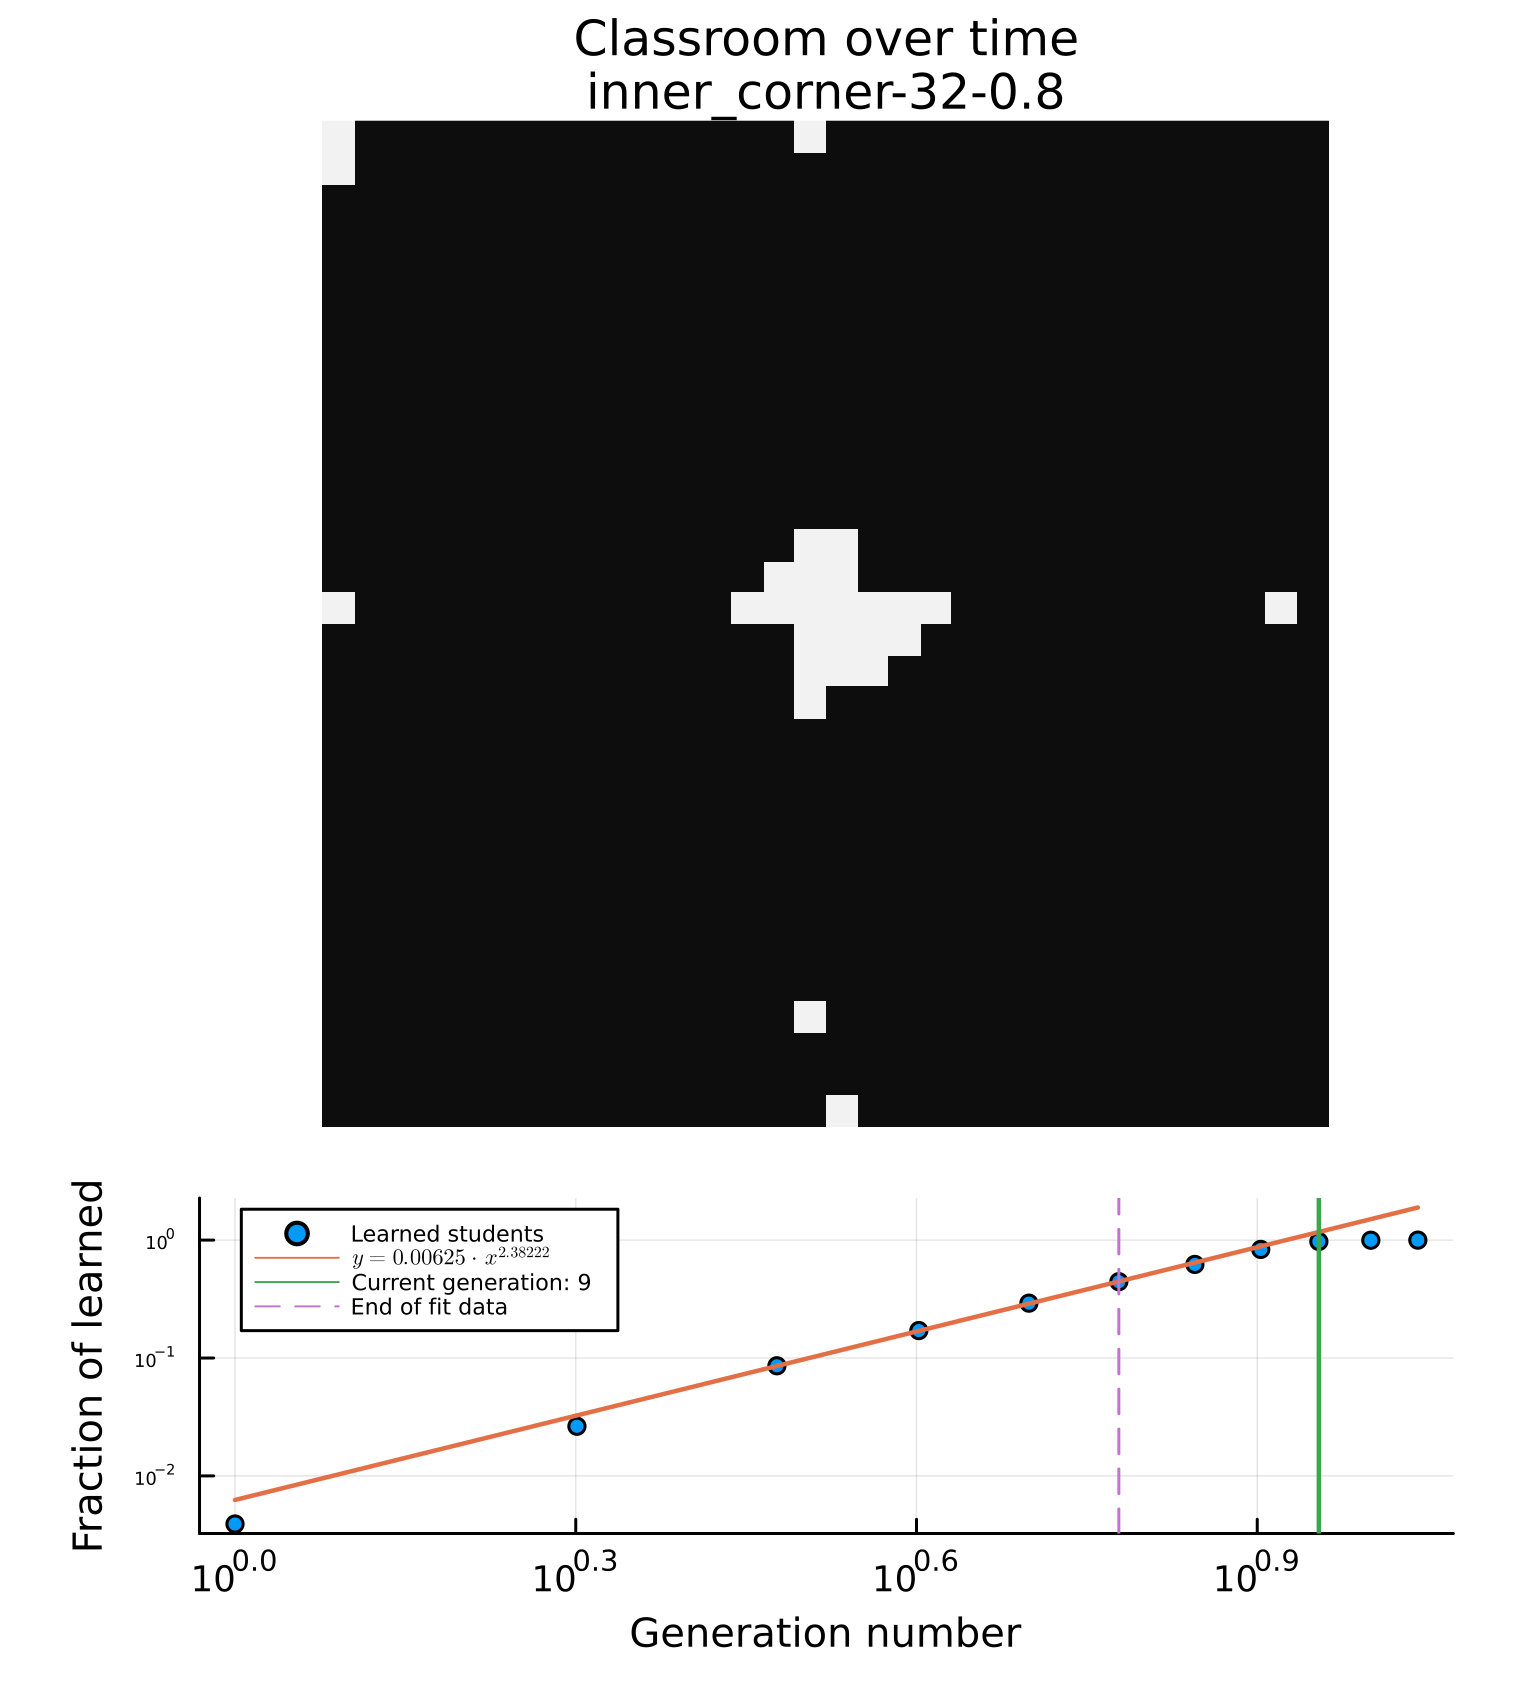 Classroom over time
inner_corner-32-0.8
Fraction of learned
10^0
10^-1
10^-2
Learned students
y = 0.00625 · x^2.38222
Current generation: 9
End of fit data
10^0.0 10^0.3 10^0.6 10^0.9
Generation number